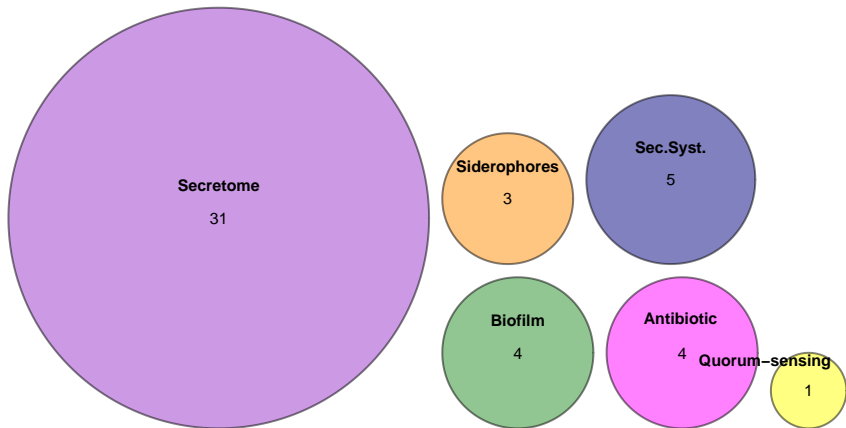 Secretome
31
Siderophores
3
Sec.Syst.
5
Biofilm
4
Antibiotic
4
Quorum−sensing
1